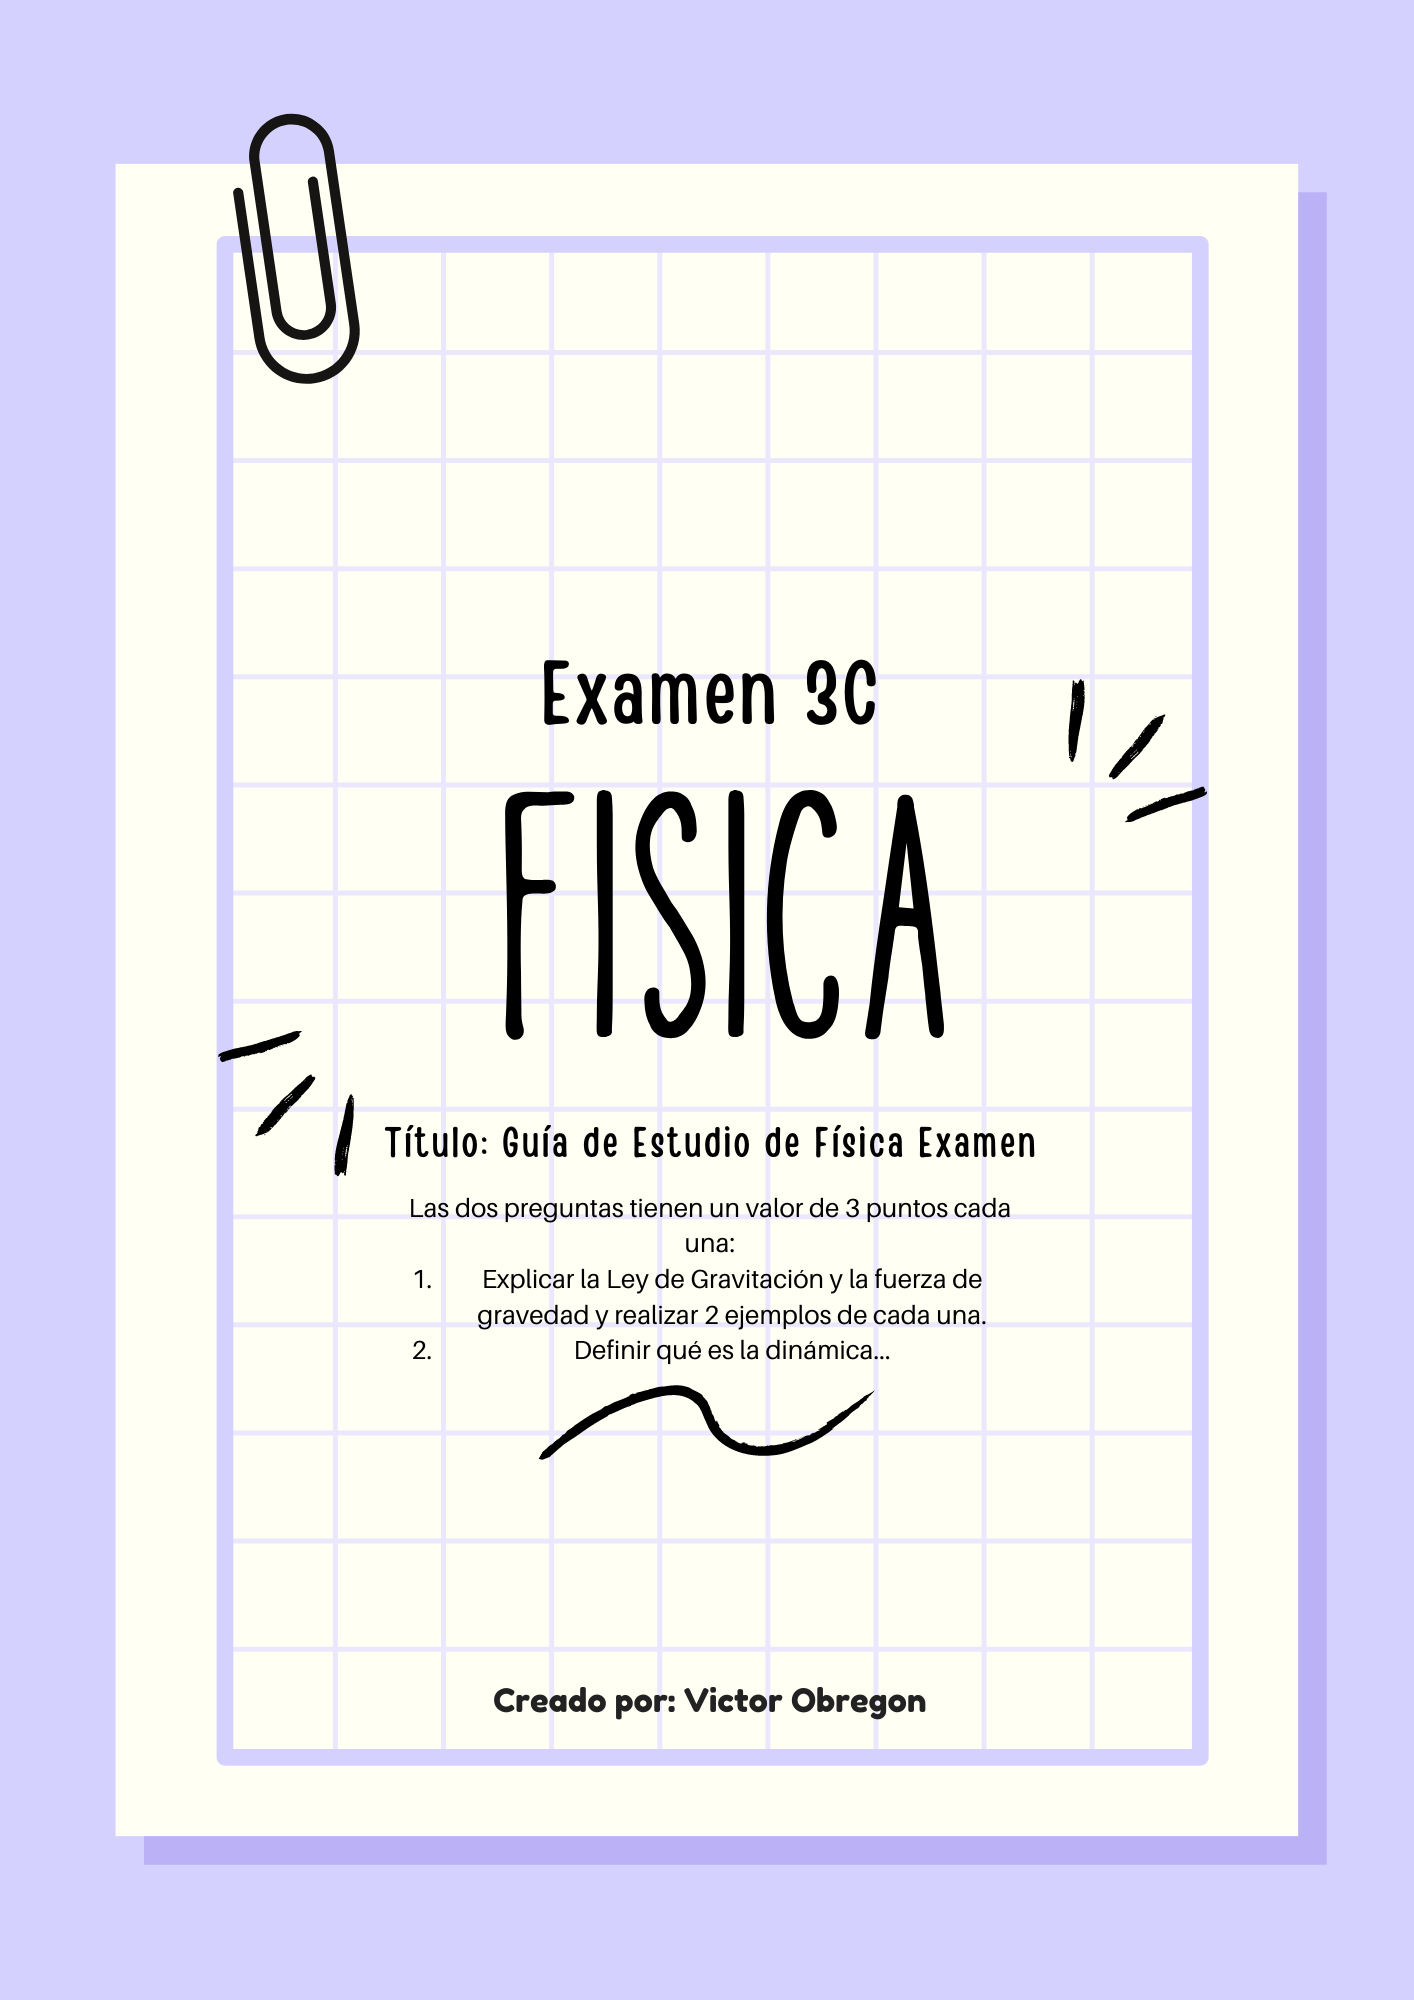 Examen 3C
FISICA
Título: Guía de Estudio de Física Examen
Las dos preguntas tienen un valor de 3 puntos cada
una:
1. Explicar la Ley de Gravitación y la fuerza de
gravedad y realizar 2 ejemplos de cada una.
2. Definir qué es la dinámica...
Creado por: Victor Obregon